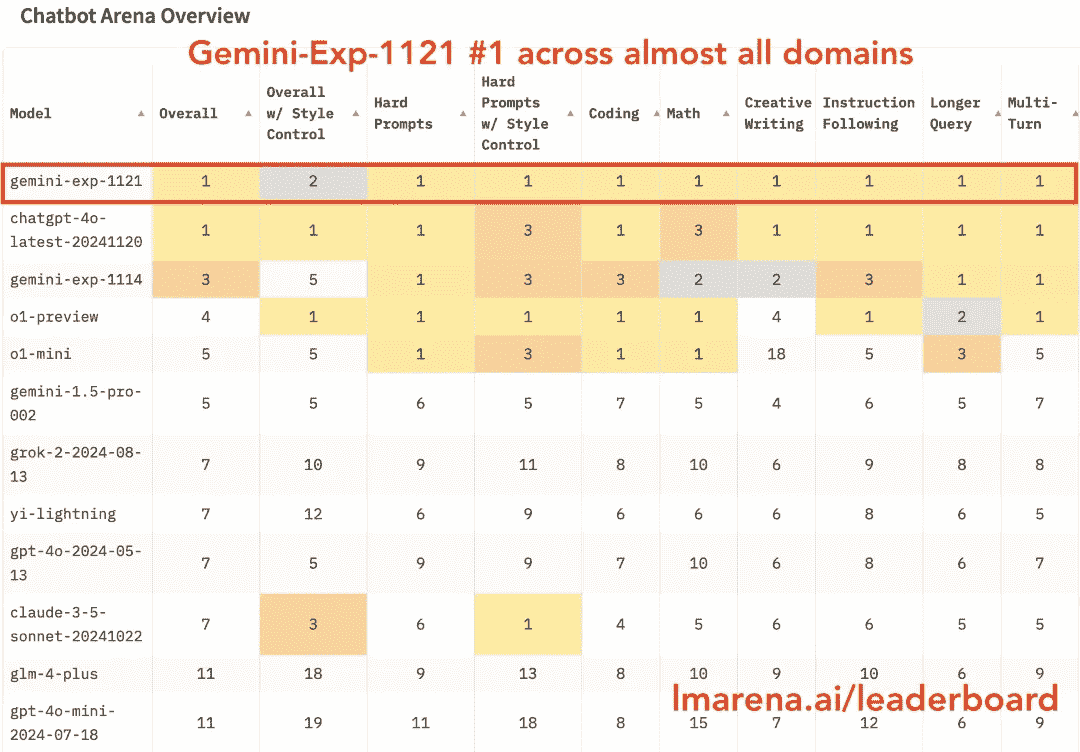 Chatbot Arena Overview
Gemini-Exp-1121 #1 across almost all domains
Model Overall Overall w/ Style Control Hard Prompts Hard Prompts w/ Style Control Coding Math Creative Writing Instruction Following Longer Query Multi-Turn
gemini-exp-1121 1 2 1 1 1 1 1 1 1 1
chatgpt-4o-latest-20241120 1 1 1 3 1 3 1 1 1 1
gemini-exp-1114 3 5 1 3 3 2 2 3 1 1
o1-preview 4 1 1 1 1 1 4 1 2 1
o1-mini 5 5 1 3 1 1 18 5 3 5
gemini-1.5-pro-002 5 5 6 5 7 5 4 6 5 7
grok-2-2024-08-13 7 10 9 11 8 10 6 9 8 8
yi-lightning 7 12 6 9 6 6 6 8 6 5
gpt-4o-2024-05-13 7 5 9 9 7 10 6 8 6 7
claude-3-5-sonnet-20241022 7 3 6 1 4 5 6 6 5 5
glm-4-plus 11 18 9 13 8 10 9 10 6 9
lmarena.ai/leaderboard
gpt-4o-mini-2024-07-18 11 19 11 18 8 15 7 12 6 9